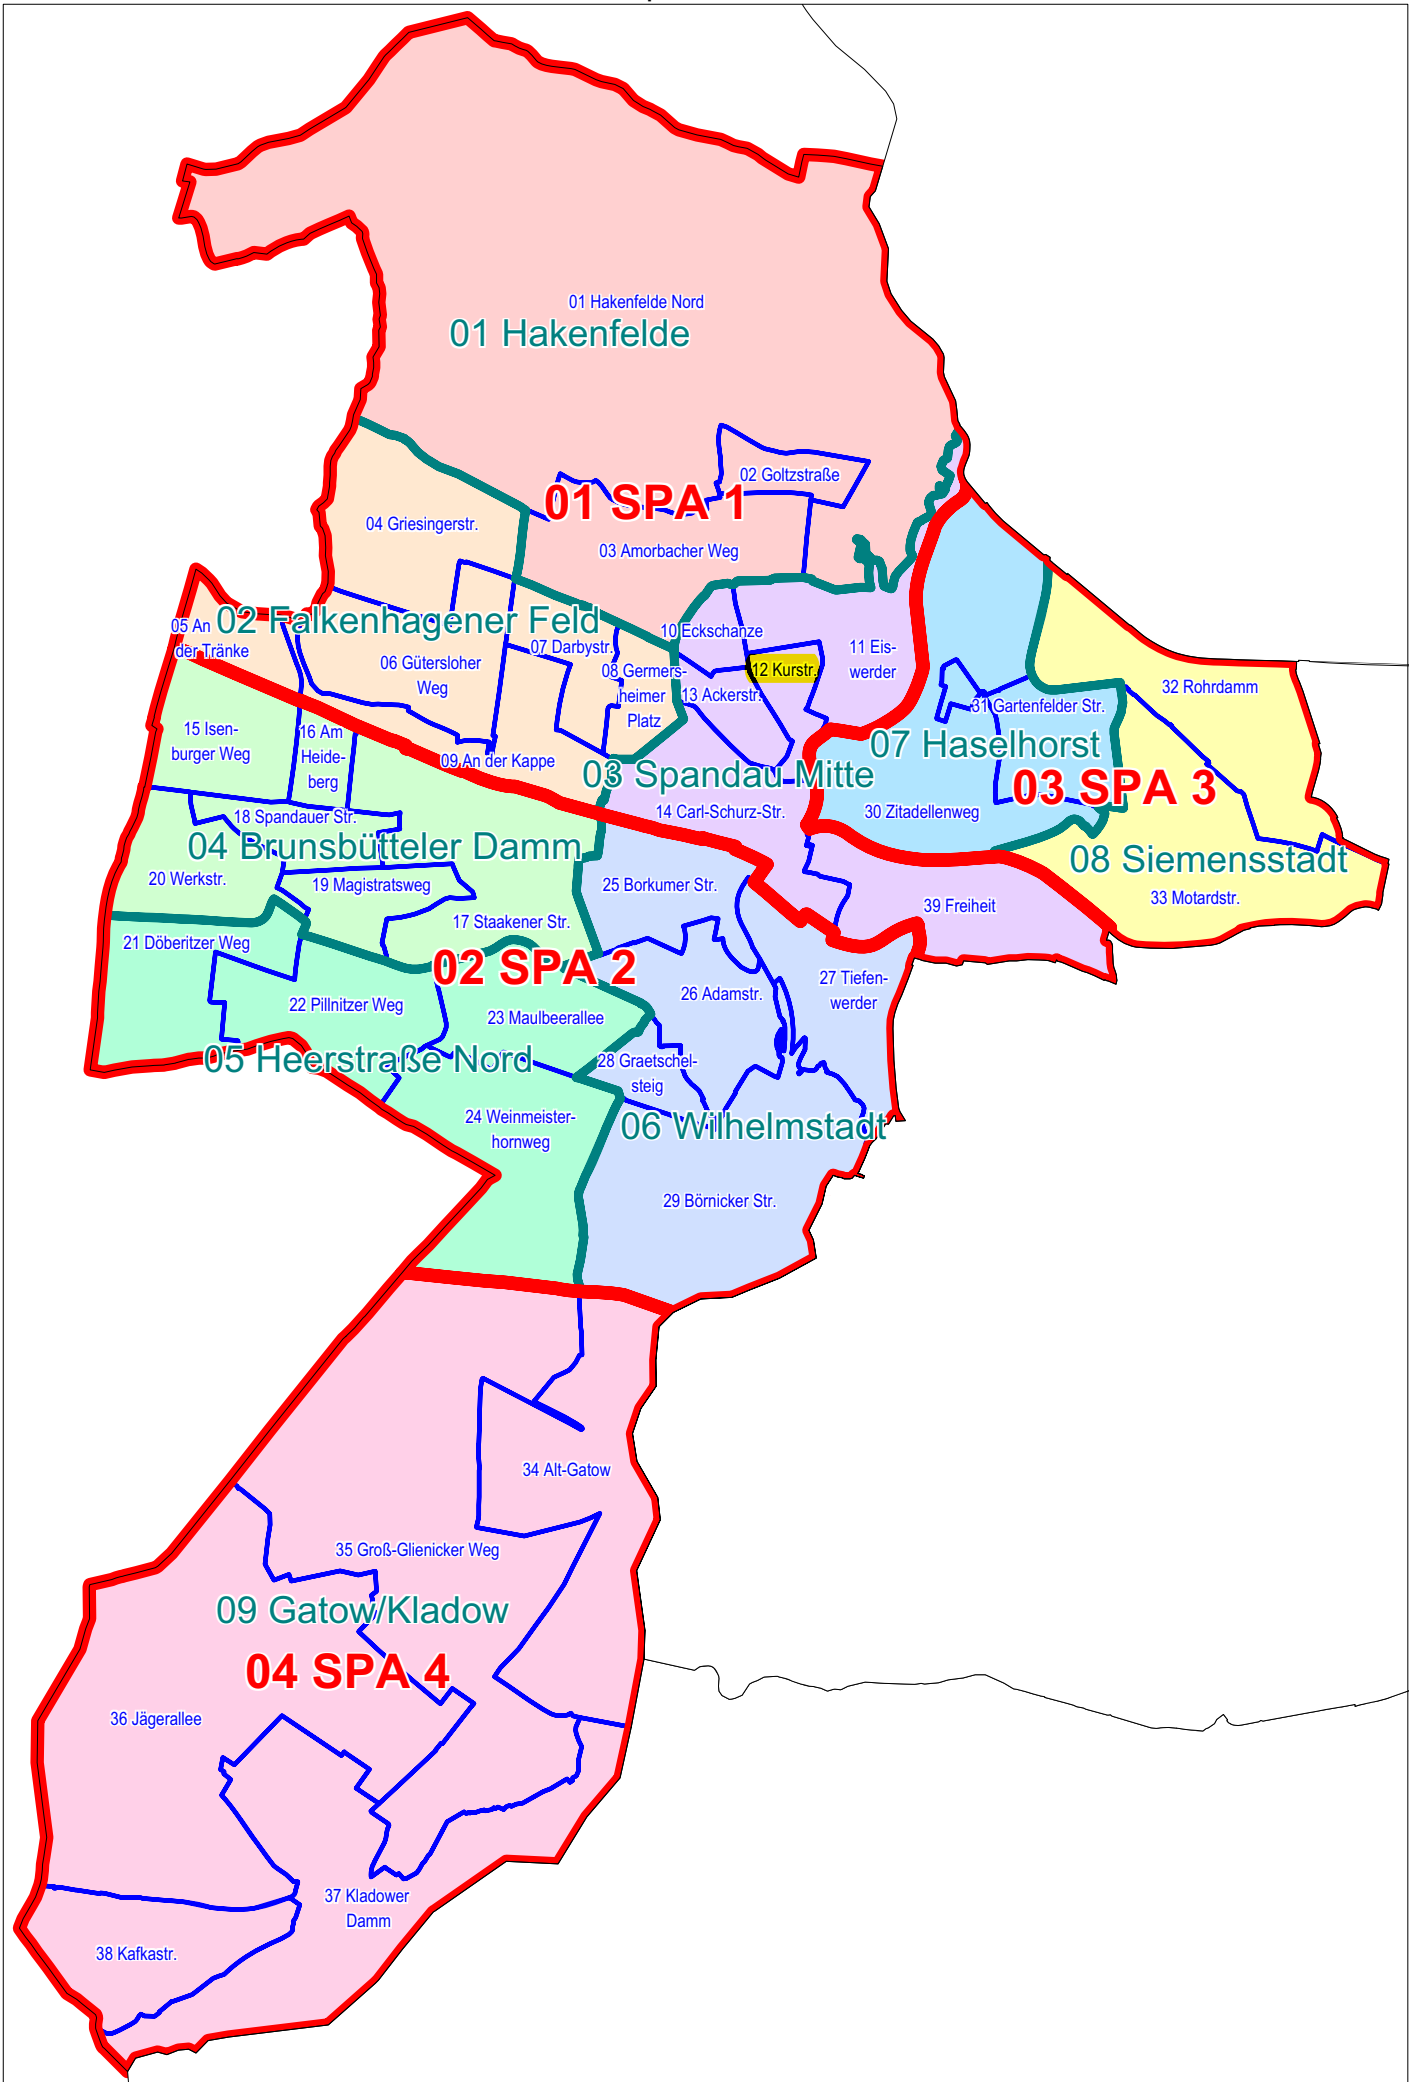 01 Hakenfelde Nord
01 Hakenfelde
02 Goltzstraße
01 SPA 1
04 Griesingerstr.
03 Amorbacher Weg
02 Falkenhagener Feld
05 An
der Tränke
10 Eckschanze
07 Darbystr.
11 Eis-
werder
06 Gütersloher
Weg
08 Germers-
heimer
Platz
12 Kurstr.
13 Ackerstr.
32 Rohrdamm
31 Gartenfelder Str.
15 Isen-
burger Weg
16 Am
Heide-
berg
07 Haselhorst
09 An der Kappe
03 Spandau Mitte
03 SPA 3
14 Carl-Schurz-Str.
30 Zitadellenweg
18 Spandauer Str.
04 Brunsbütteler Damm
08 Siemensstadt
20 Werkstr.
19 Magistratsweg
25 Borkumer Str.
33 Motardstr.
39 Freiheit
17 Staakener Str.
21 Döberitzer Weg
02 SPA 2
27 Tiefen-
werder
26 Adamstr.
22 Pillnitzer Weg
23 Maulbeerallee
05 Heerstraße Nord
28 Graetschel-
steig
24 Weinmeister-
hornweg
06 Wilhelmstadt
29 Börnicker Str.
34 Alt-Gatow
35 Groß-Glienicker Weg
09 Gatow/Kladow
04 SPA 4
36 Jägerallee
37 Kladower
Damm
38 Kafkastr.